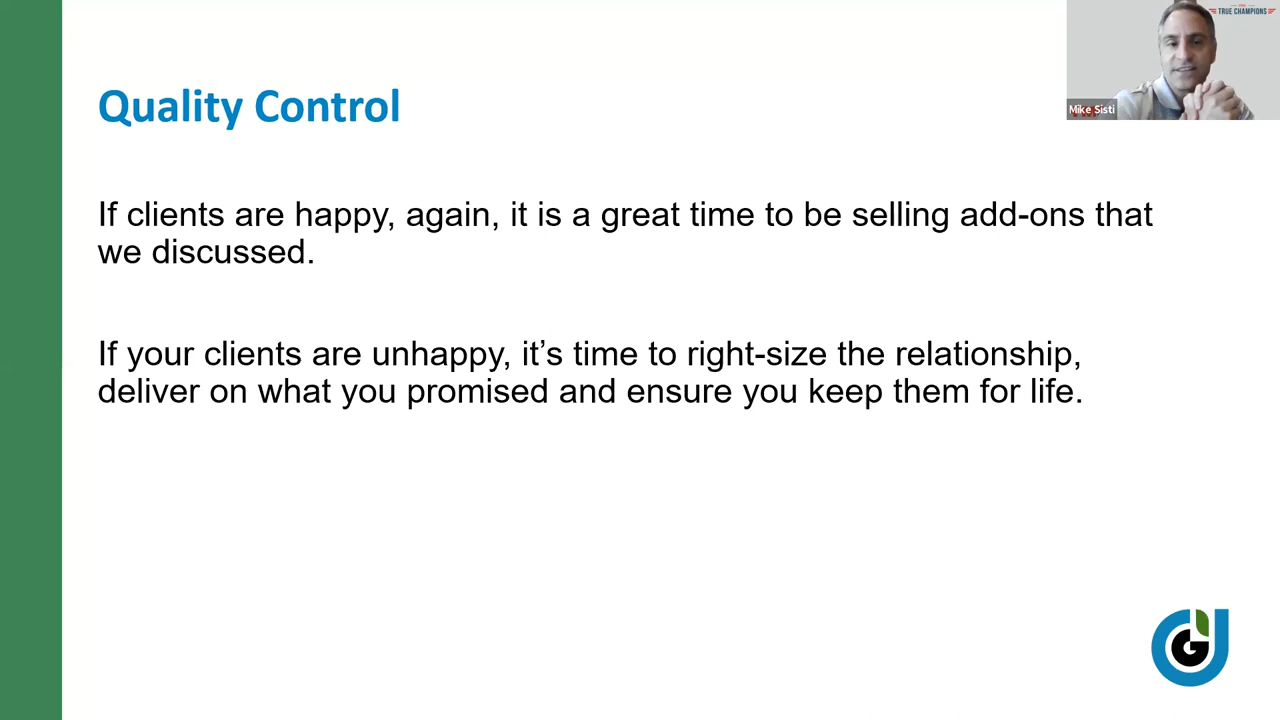 TRUE CHAMPIONS
Mike Sisti
Quality Control
If clients are happy, again, it is a great time to be selling add-ons that
we discussed.
If your clients are unhappy, it’s time to right-size the relationship,
deliver on what you promised and ensure you keep them for life.
G